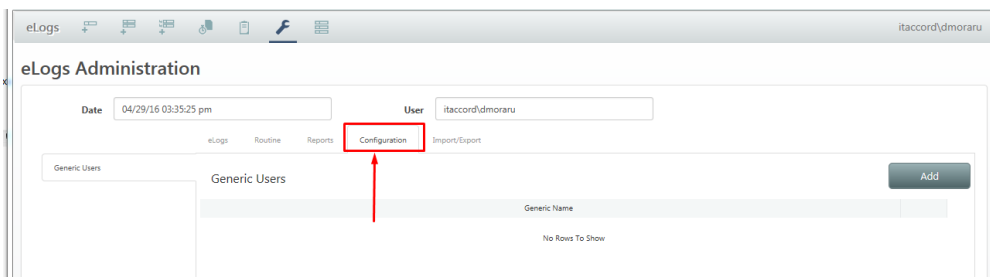 eLogs
itaccord\dmoraru
eLogs Administration
Date 04/29/16 03:35:25 pm User itaccord\dmoraru
eLogs Routine Reports Configuration Import/Export
Generic Users
Generic Users
Add
Generic Name
No Rows To Show